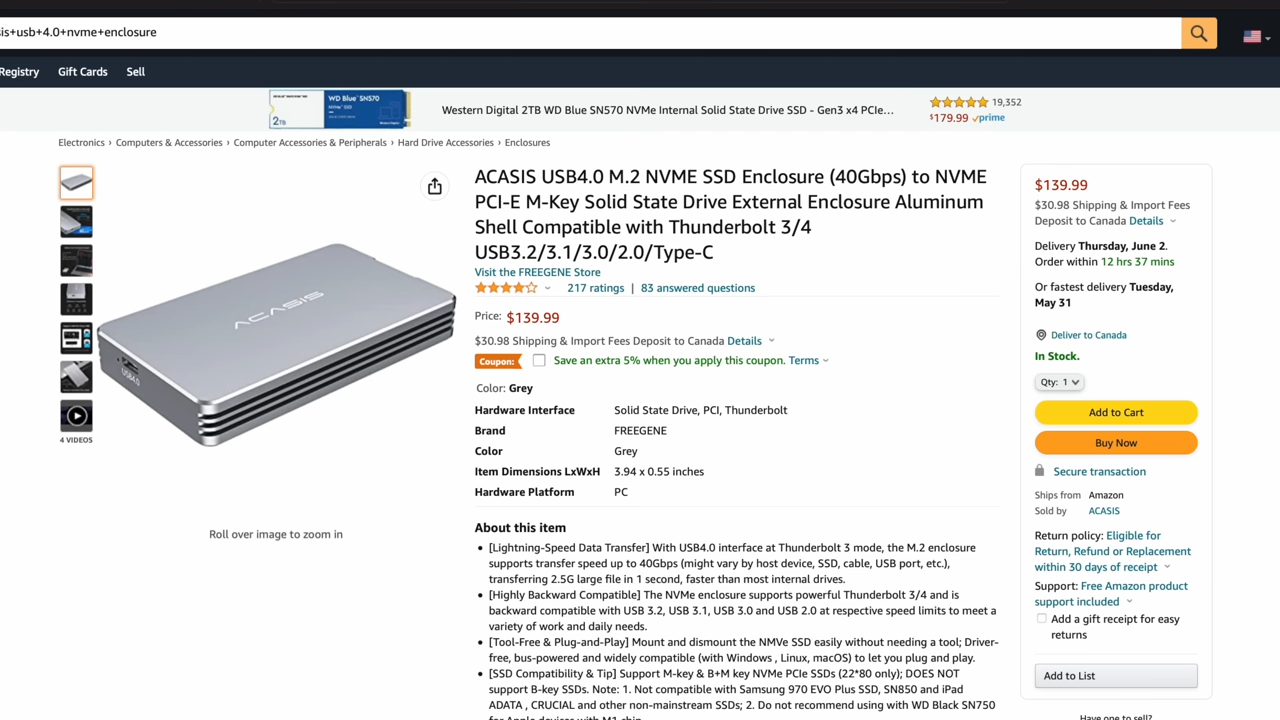 sis+usb+4.0+nvme+enclosure
Registry Gift Cards Sell
WD Blue SN570
2TB
Western Digital 2TB WD Blue SN570 NVMe Internal Solid State Drive SSD - Gen3 x4 PCIe…
19,352
$179.99 prime
Electronics › Computers & Accessories › Computer Accessories & Peripherals › Hard Drive Accessories › Enclosures
ACASIS
USB4.0
4 VIDEOS
Roll over image to zoom in
ACASIS USB4.0 M.2 NVME SSD Enclosure (40Gbps) to NVME
PCI-E M-Key Solid State Drive External Enclosure Aluminum
Shell Compatible with Thunderbolt 3/4
USB3.2/3.1/3.0/2.0/Type-C
Visit the FREEGENE Store
217 ratings | 83 answered questions
Price: $139.99
$30.98 Shipping & Import Fees Deposit to Canada Details
Coupon: Save an extra 5% when you apply this coupon. Terms
Color: Grey
Hardware Interface Solid State Drive, PCI, Thunderbolt
Brand FREEGENE
Color Grey
Item Dimensions LxWxH 3.94 x 0.55 inches
Hardware Platform PC
About this item
• [Lightning-Speed Data Transfer] With USB4.0 interface at Thunderbolt 3 mode, the M.2 enclosure
supports transfer speed up to 40Gbps (might vary by host device, SSD, cable, USB port, etc.),
transferring 2.5G large file in 1 second, faster than most internal drives.
• [Highly Backward Compatible] The NVMe enclosure supports powerful Thunderbolt 3/4 and is
backward compatible with USB 3.2, USB 3.1, USB 3.0 and USB 2.0 at respective speed limits to meet a
variety of work and daily needs.
• [Tool-Free & Plug-and-Play] Mount and dismount the NMVe SSD easily without needing a tool; Driver-
free, bus-powered and widely compatible (with Windows , Linux, macOS) to let you plug and play.
• [SSD Compatibility & Tip] Support M-key & B+M key NVMe PCIe SSDs (22*80 only); DOES NOT
support B-key SSDs. Note: 1. Not compatible with Samsung 970 EVO Plus SSD, SN850 and iPad
ADATA , CRUCIAL and other non-mainstream SSDs; 2. Do not recommend using with WD Black SN750
for Apple devices with M1 chip.
$139.99
$30.98 Shipping & Import Fees
Deposit to Canada Details
Delivery Thursday, June 2.
Order within 12 hrs 37 mins
Or fastest delivery Tuesday,
May 31
Deliver to Canada
In Stock.
Qty: 1
Add to Cart
Buy Now
Secure transaction
Ships from Amazon
Sold by ACASIS
Return policy: Eligible for
Return, Refund or Replacement
within 30 days of receipt
Support: Free Amazon product
support included
Add a gift receipt for easy
returns
Add to List
Have one to sell?